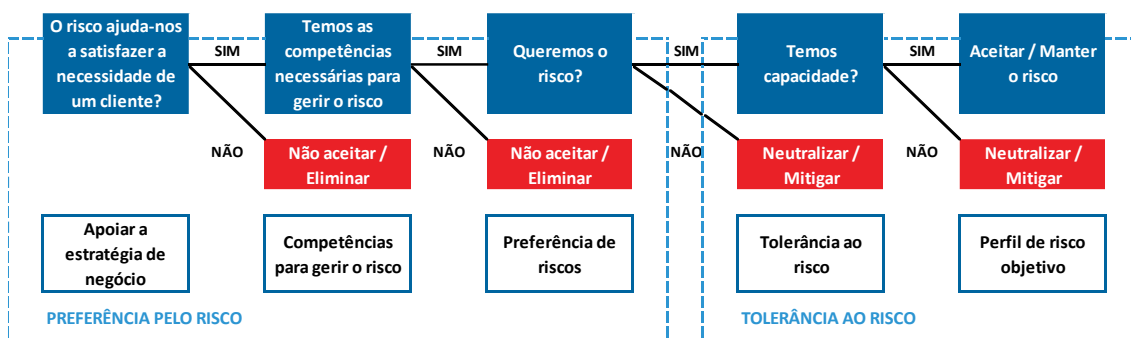 O risco ajuda-nos
a satisfazer a
necessidade de
um cliente?
SIM
Temos as
competências
necessárias para
gerir o risco
SIM
Queremos o
risco?
SIM
Temos
capacidade?
SIM
Aceitar / Manter
o risco
NÃO
Não aceitar /
Eliminar
NÃO
Não aceitar /
Eliminar
NÃO
Neutralizar /
Mitigar
NÃO
Neutralizar /
Mitigar
Apoiar a
estratégia de
negócio
Competências
para gerir o risco
Preferência de
riscos
Tolerância ao
risco
Perfil de risco
objetivo
PREFERÊNCIA PELO RISCO
TOLERÂNCIA AO RISCO